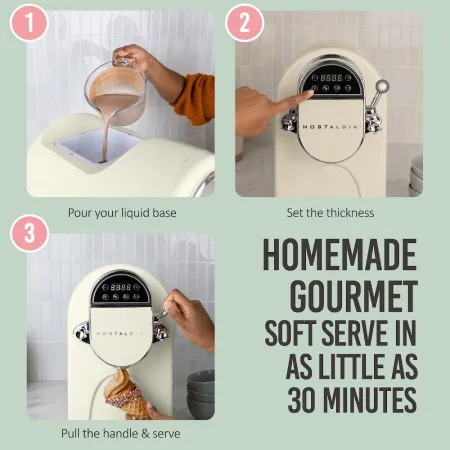 1
Pour your liquid base
2
NOSTALGIA
Set the thickness
3
NOSTALGIA
Pull the handle & serve
HOMEMADE
GOURMET
SOFT SERVE IN
AS LITTLE AS
30 MINUTES